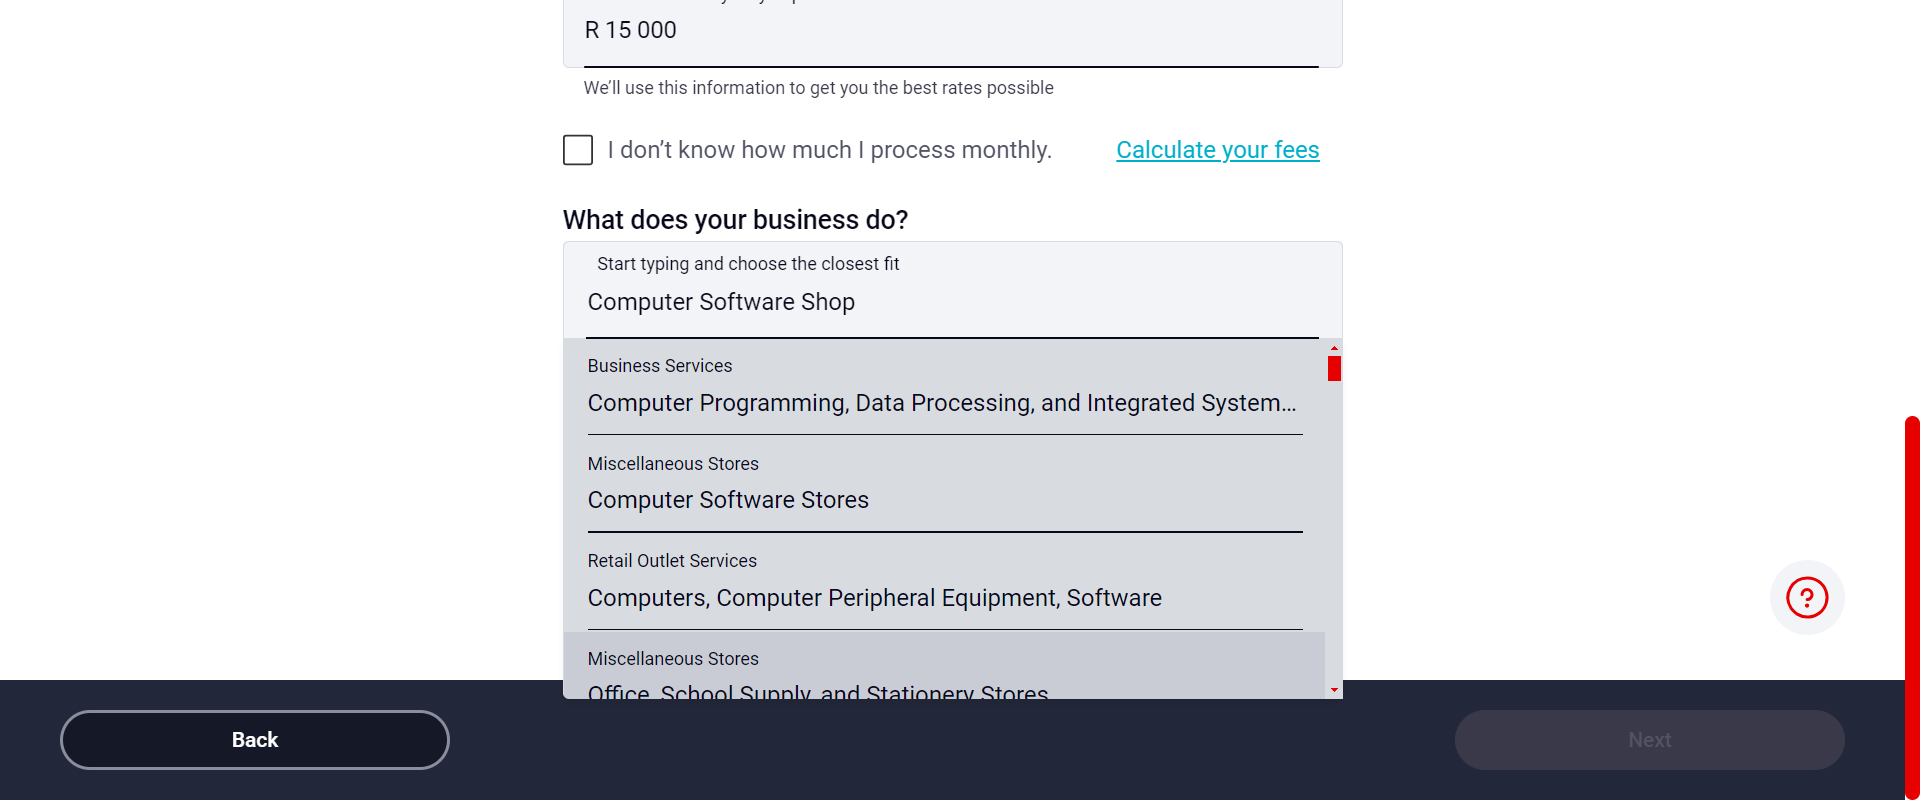 R 15 000
We'll use this information to get you the best rates possible
I don't know how much I process monthly.
Calculate your fees
What does your business do?
Start typing and choose the closest fit
Computer Software Shop
Business Services
Computer Programming, Data Processing, and Integrated System...
Miscellaneous Stores
Computer Software Stores
Retail Outlet Services
Computers, Computer Peripheral Equipment, Software
Miscellaneous Stores
Office, School Supply, and Stationery Stores
Back
Next